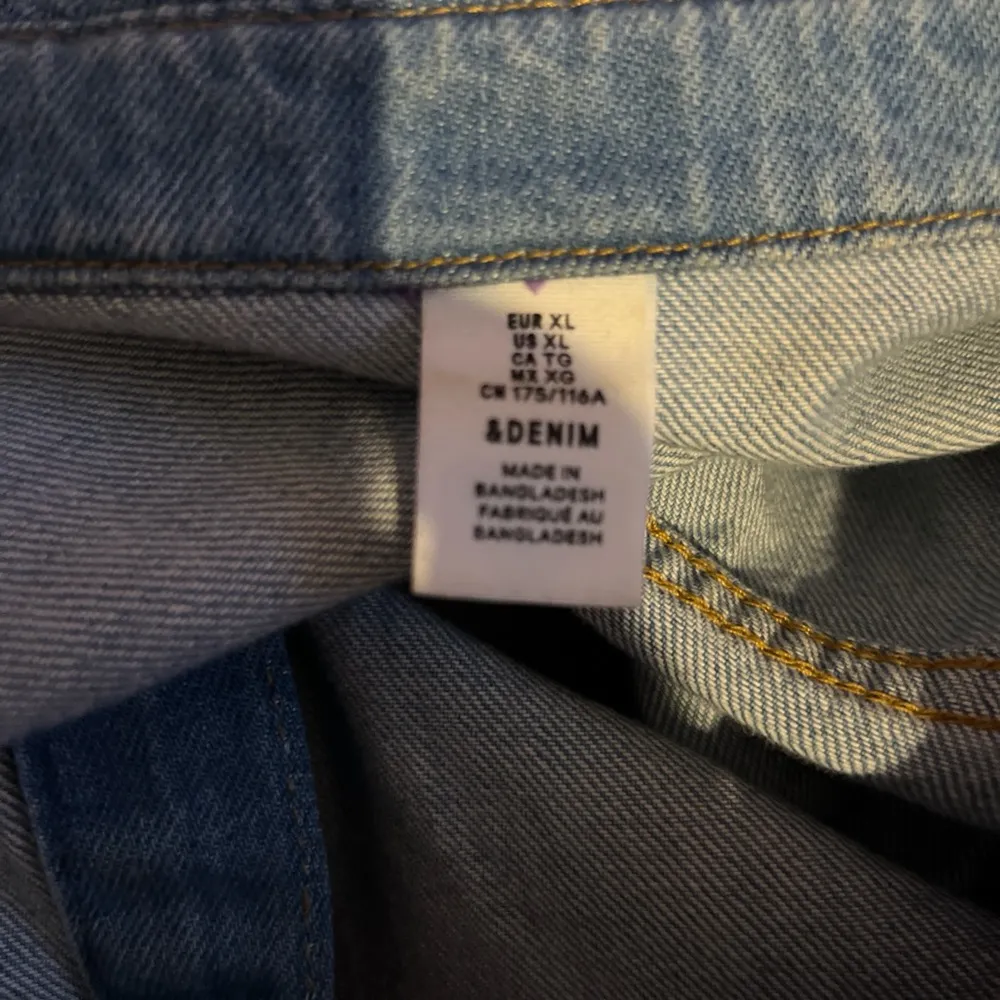 EUR XL
US XL
CA TG
MX XG
CN 175/116A
&DENIM
MADE IN
BANGLADESH
FABRIQUÉ AU
BANGLADESH